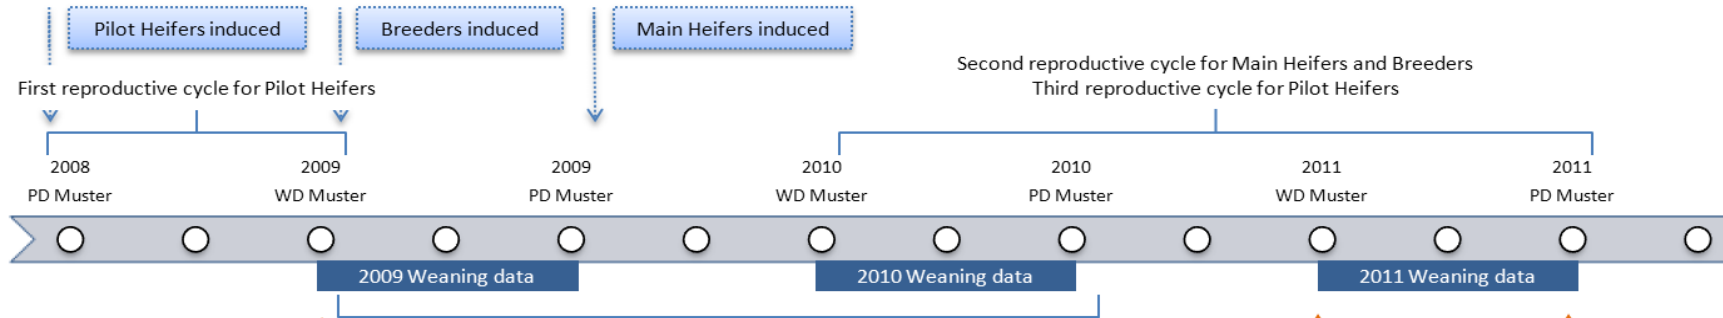 Pilot Heifers induced
Breeders induced
Main Heifers induced
First reproductive cycle for Pilot Heifers
Second reproductive cycle for Main Heifers and Breeders
Third reproductive cycle for Pilot Heifers
2008
PD Muster
2009
WD Muster
2009
PD Muster
2010
WD Muster
2010
PD Muster
2011
WD Muster
2011
PD Muster
2009 Weaning data
2010 Weaning data
2011 Weaning data